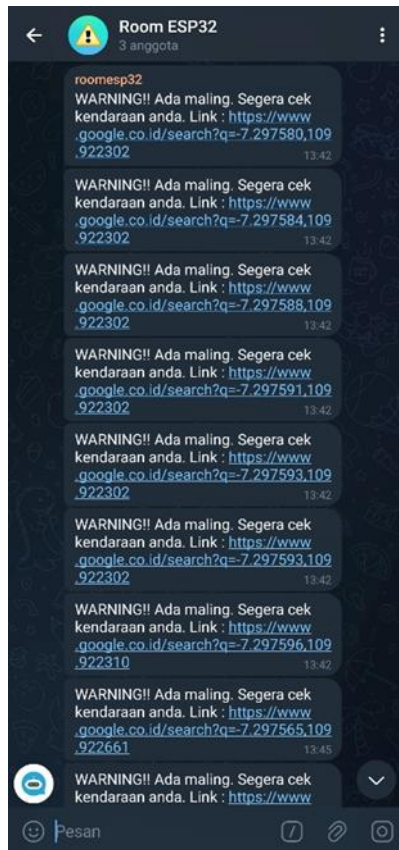 Room ESP32
3 anggota
roomesp32
WARNING!! Ada maling. Segera cek
kendaraan anda. Link : https://www
.google.co.id/search?q=-7.297580,109
.922302
13:42
WARNING!! Ada maling. Segera cek
kendaraan anda. Link : https://www
.google.co.id/search?q=-7.297584,109
.922302
13:42
WARNING!! Ada maling. Segera cek
kendaraan anda. Link : https://www
.google.co.id/search?q=-7.297588,109
.922302
13:42
WARNING!! Ada maling. Segera cek
kendaraan anda. Link : https://www
.google.co.id/search?q=-7.297591,109
.922302
13:42
WARNING!! Ada maling. Segera cek
kendaraan anda. Link : https://www
.google.co.id/search?q=-7.297593,109
.922302
13:42
WARNING!! Ada maling. Segera cek
kendaraan anda. Link : https://www
.google.co.id/search?q=-7.297593,109
.922302
13:42
WARNING!! Ada maling. Segera cek
kendaraan anda. Link : https://www
.google.co.id/search?q=-7.297596,109
.922310
13:42
WARNING!! Ada maling. Segera cek
kendaraan anda. Link : https://www
.google.co.id/search?q=-7.297565,109
.922661
13:45
WARNING!! Ada maling. Segera cek
kendaraan anda. Link : https://www
Pesan